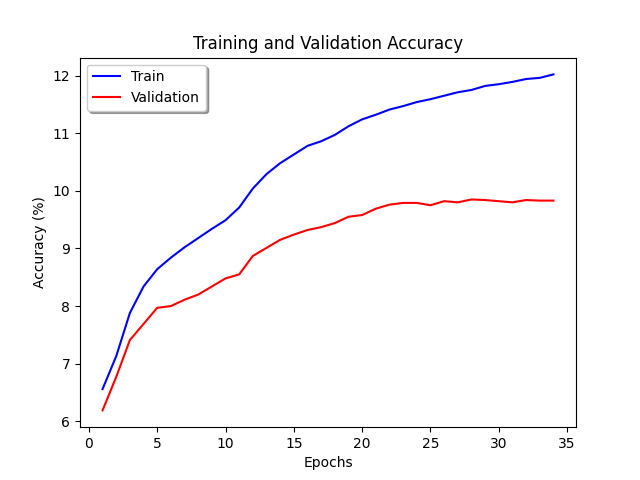 Training and Validation Accuracy
Train
Validation
12
11
10
9
8
7
6
Accuracy (%)
0 5 10 15 20 25 30 35
Epochs